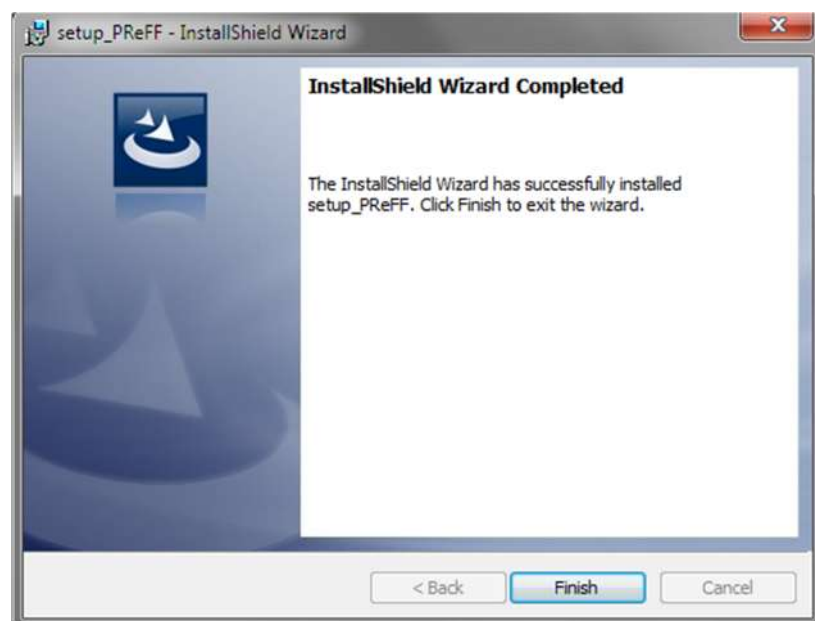 setup_PReFF - InstallShield Wizard
InstallShield Wizard Completed
The InstallShield Wizard has successfully installed
setup_PReFF. Click Finish to exit the wizard.
< Back
Finish
Cancel